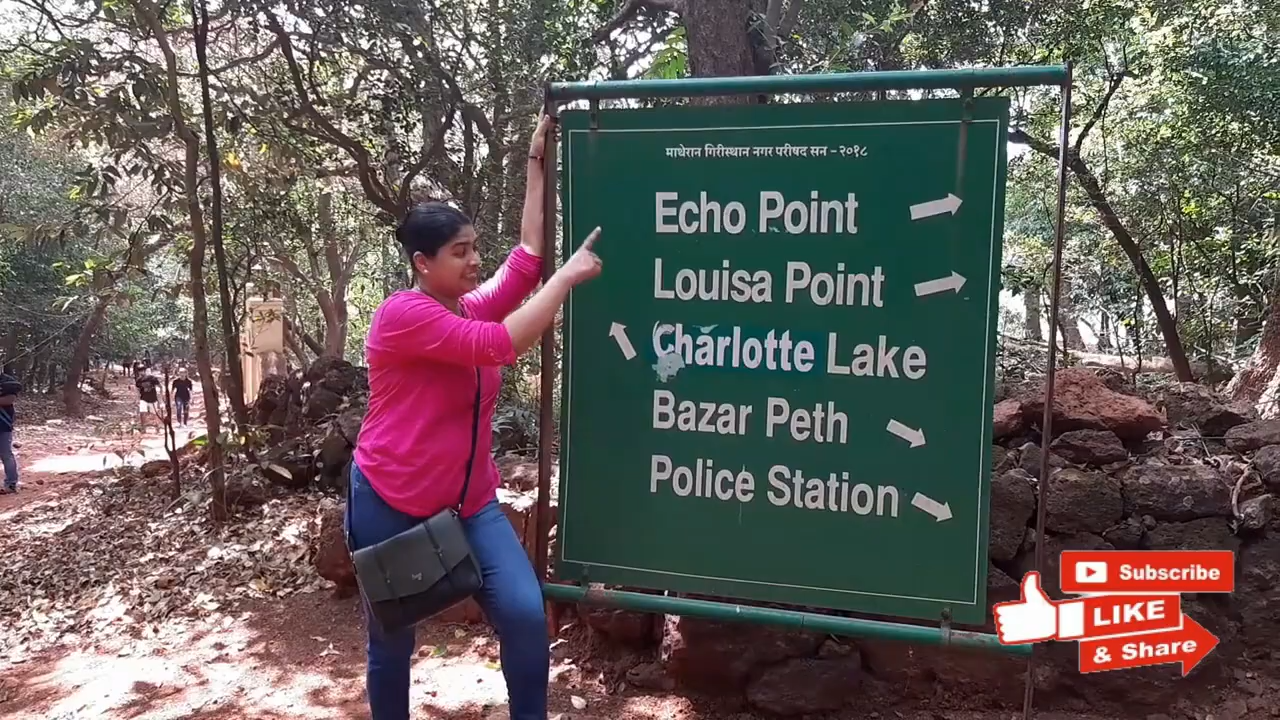 माथेरान गिरीस्थान नगर परीषद सन - २०१८
Echo Point
Louisa Point
Charlotte Lake
Bazar Peth
Police Station
Subscribe
LIKE
& Share